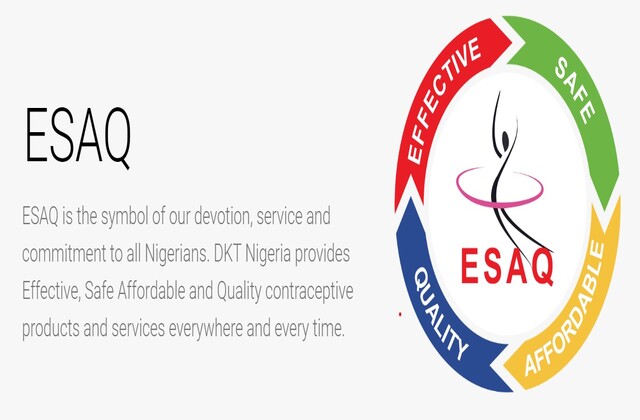 ESAQ
ESAQ is the symbol of our devotion, service and
commitment to all Nigerians. DKT Nigeria provides
Effective, Safe Affordable and Quality contraceptive
products and services everywhere and every time.
EFFECTIVE
SAFE
AFFORDABLE
QUALITY
ESAQ